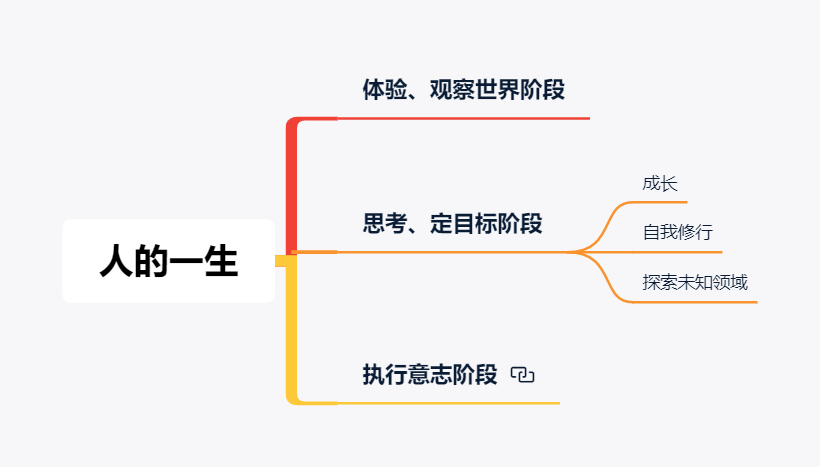 人的一生
体验、观察世界阶段
思考、定目标阶段
成长
自我修行
探索未知领域
执行意志阶段